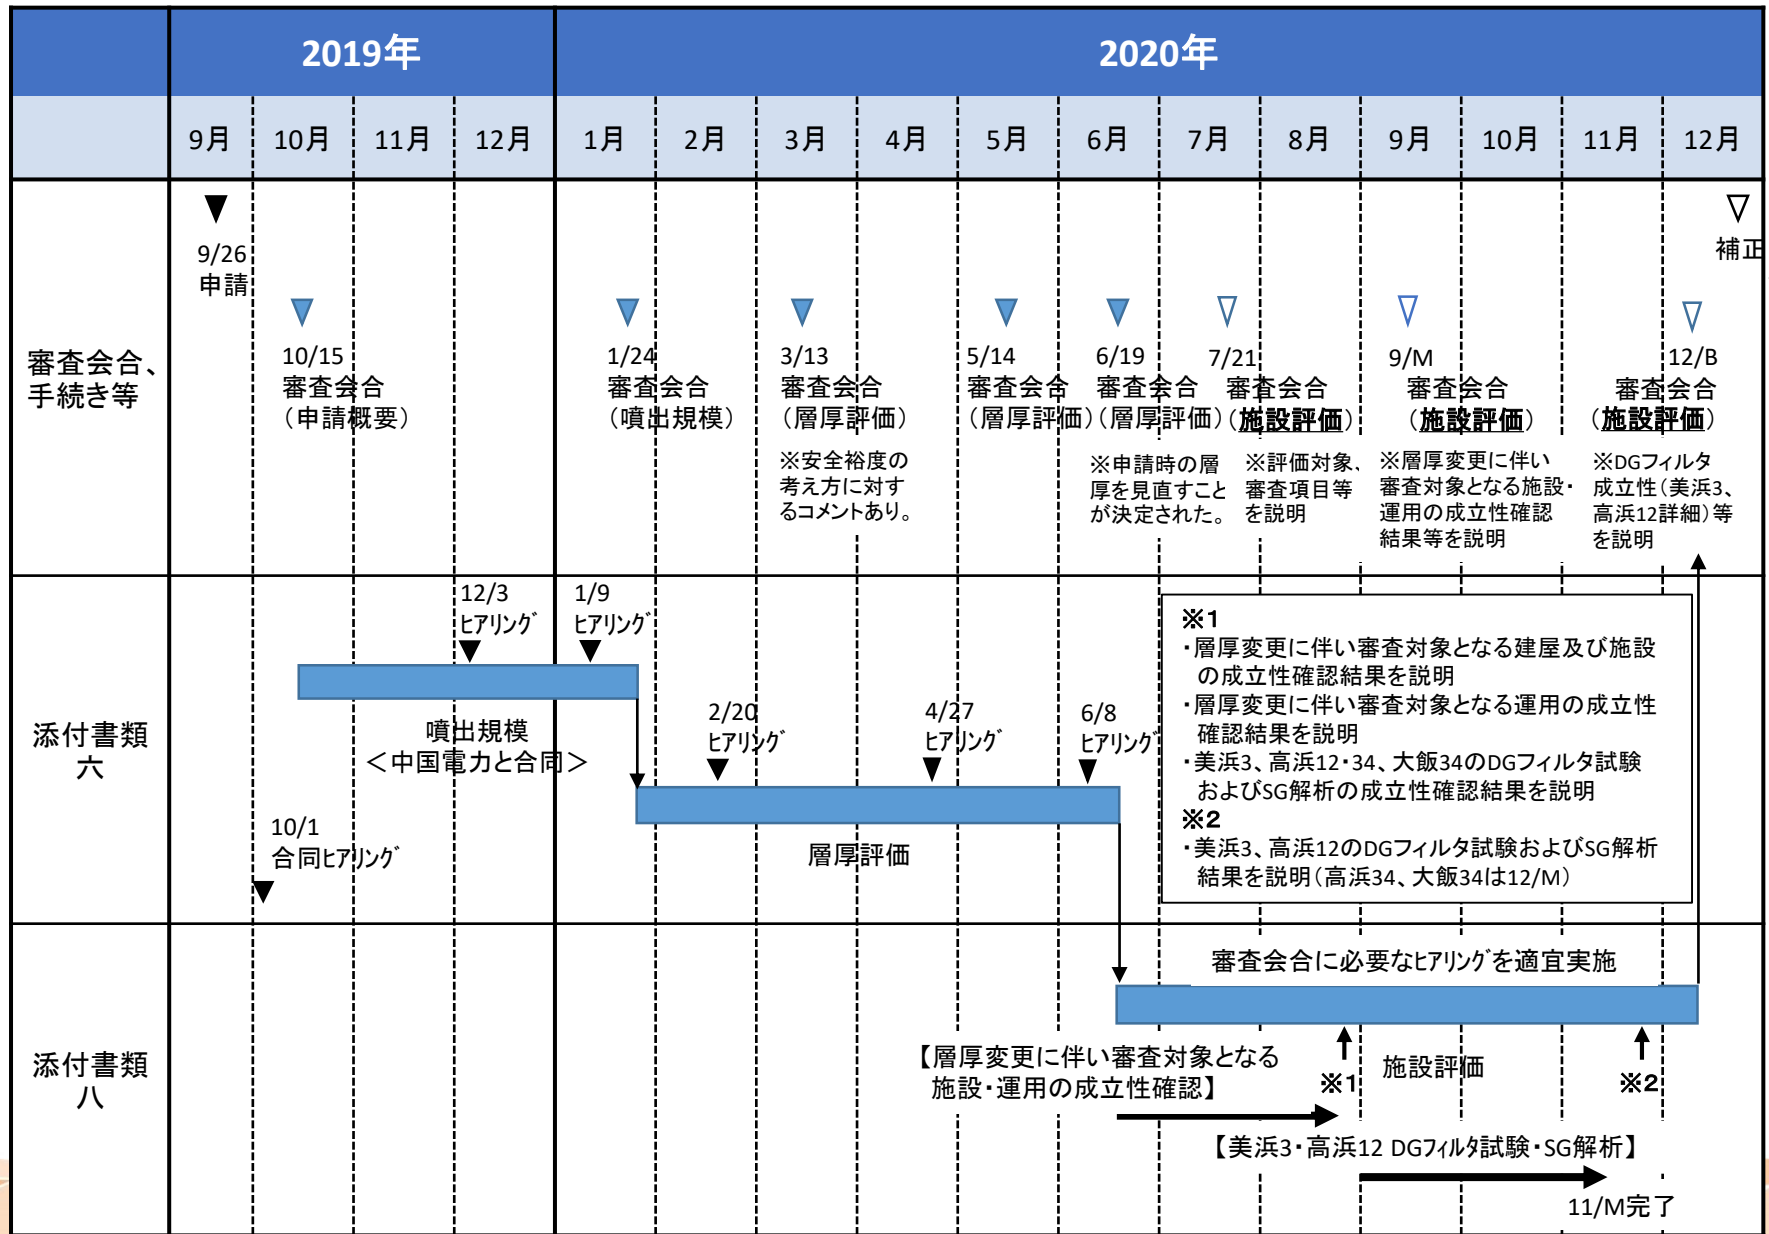 2019年
2020年
9月
10月
11月
12月
1月
2月
3月
4月
5月
6月
7月
8月
9月
10月
11月
12月
審査会合、
手続き等
9/26
申請
補正
10/15
審査会合
(申請概要)
1/24
審査会合
(噴出規模)
3/13
審査会合
(層厚評価)
※安全裕度の
考え方に対す
るコメントあり。
5/14
審査会合
(層厚評価)
6/19
審査会合
(層厚評価)
※申請時の層
厚を見直すこと
が決定された。
7/21
審査会合
(施設評価)
※評価対象、
審査項目等
を説明
9/M
審査会合
(施設評価)
※層厚変更に伴い
審査対象となる施設・
運用の成立性確認
結果等を説明
12/B
審査会合
(施設評価)
※DGフィルタ
成立性(美浜3、
高浜12詳細)等
を説明
添付書類
六
10/1
合同ﾋｱﾘﾝｸﾞ
12/3
ﾋｱﾘﾝｸﾞ
1/9
ﾋｱﾘﾝｸﾞ
噴出規模
<中国電力と合同>
2/20
ﾋｱﾘﾝｸﾞ
4/27
ﾋｱﾘﾝｸﾞ
6/8
ﾋｱﾘﾝｸﾞ
層厚評価
※1
・層厚変更に伴い審査対象となる建屋及び施設
の成立性確認結果を説明
・層厚変更に伴い審査対象となる運用の成立性
確認結果を説明
・美浜3、高浜12・34、大飯34のDGフィルタ試験
およびSG解析の成立性確認結果を説明
※2
・美浜3、高浜12のDGフィルタ試験およびSG解析
結果を説明(高浜34、大飯34は12/M)
添付書類
八
審査会合に必要なﾋｱﾘﾝｸﾞを適宜実施
【層厚変更に伴い審査対象となる
施設・運用の成立性確認】
※1
施設評価
※2
【美浜3・高浜12 DGﾌｨﾙﾀ試験・SG解析】
11/M完了